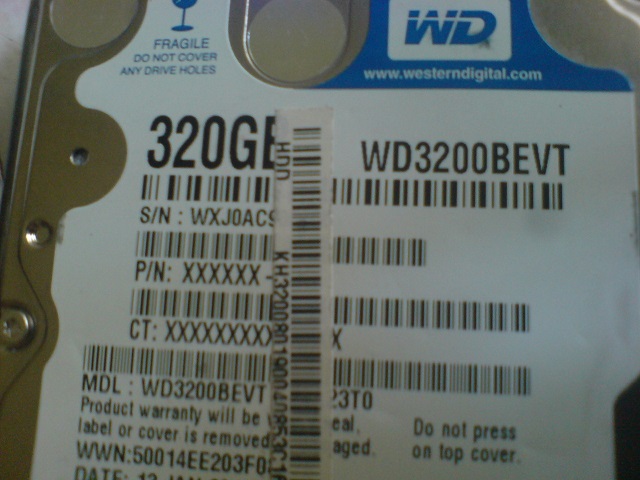 FRAGILE
DO NOT COVER
ANY DRIVE HOLES
WD
www.westerndigital.com
320GB
WD3200BEVT
S/N : WXJ0AC9
P/N: XXXXXX -
CT: XXXXXXXXX X
MDL : WD3200BEVT 23T0
Product warranty will be eal,
label or cover is removed aged.
Do not press
on top cover.
WWN:50014EE203F0
HDD